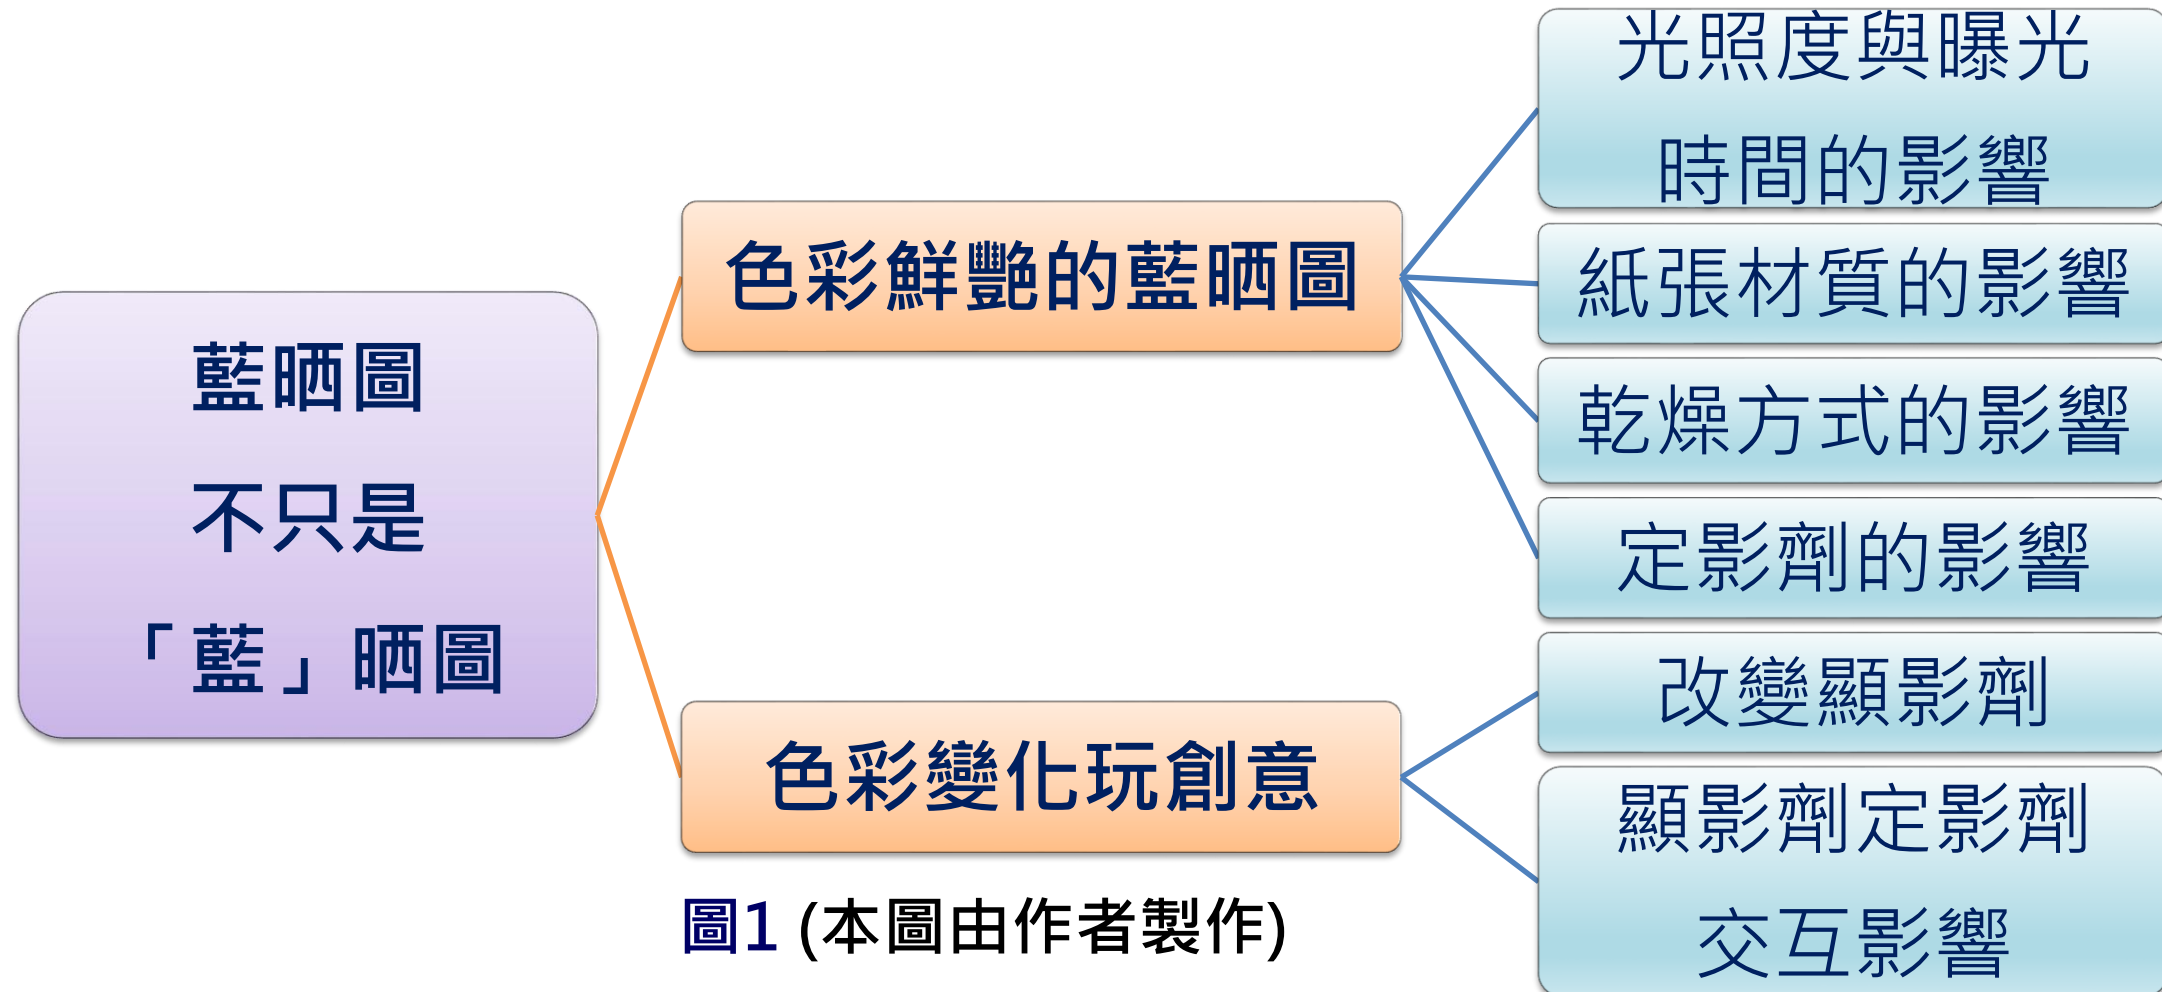 藍晒圖
不只是
「藍」晒圖
色彩鮮艷的藍晒圖
光照度與曝光
時間的影響
紙張材質的影響
乾燥方式的影響
定影劑的影響
色彩變化玩創意
改變顯影劑
顯影劑定影劑
交互影響
圖1 (本圖由作者製作)